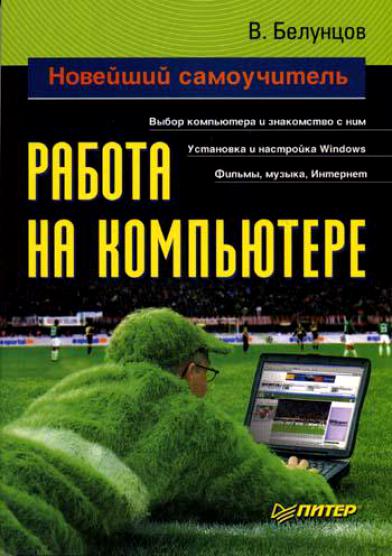 В. Белунцов
Новейший самоучитель
Выбор компьютера и знакомство с ним
Установка и настройка Windows
Фильмы, музыка, Интернет
РАБОТА
НА КОМПЬЮТЕРЕ
ПИТЕР